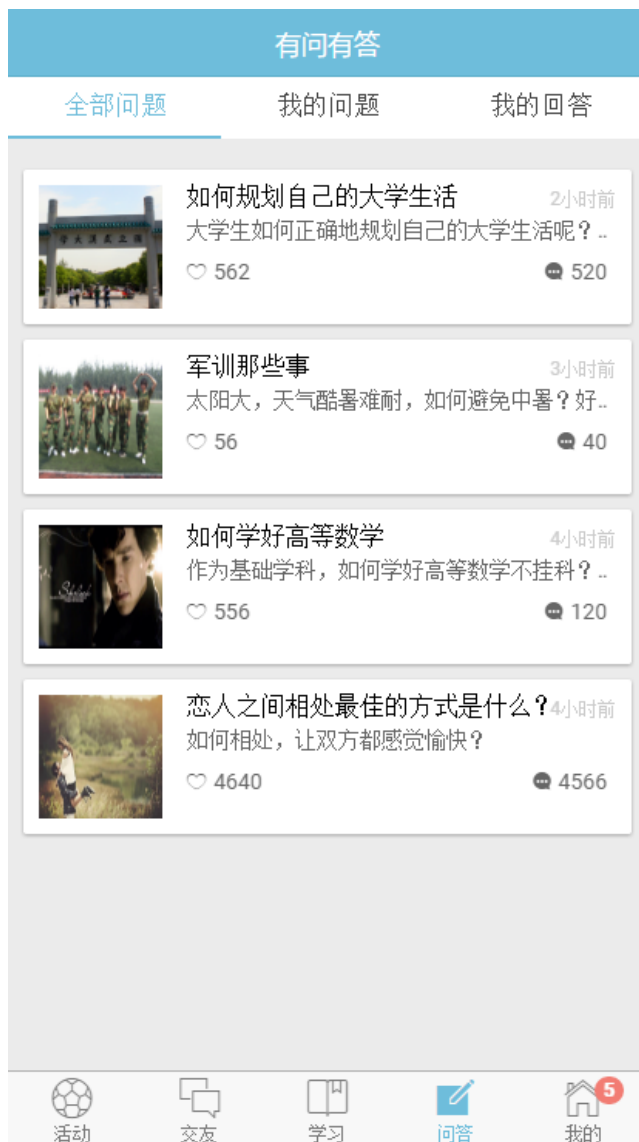 有问有答
全部问题 我的问题 我的回答
如何规划自己的大学生活 2小时前
大学生如何正确地规划自己的大学生活呢？..
562 520
军训那些事 3小时前
太阳大，天气酷暑难耐，如何避免中暑？好..
56 40
如何学好高等数学 4小时前
作为基础学科，如何学好高等数学不挂科？..
556 120
恋人之间相处最佳的方式是什么？4小时前
如何相处，让双方都感觉愉快？
4640 4566
5
活动 交友 学习 问答 我的